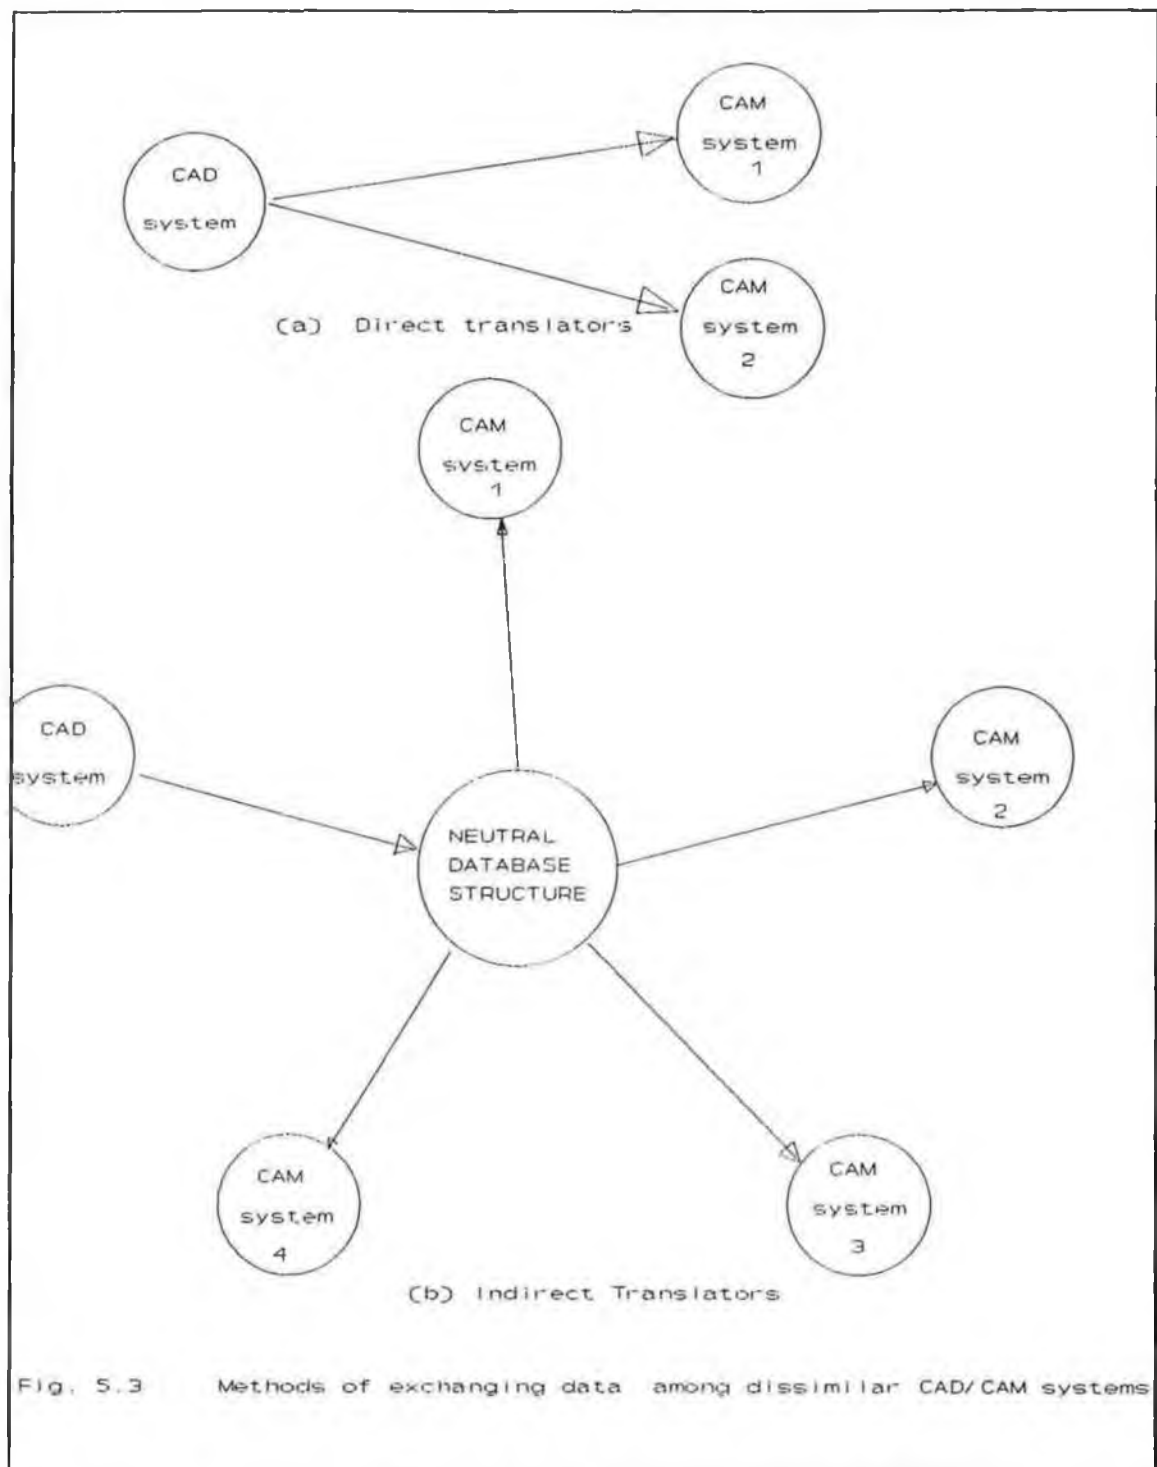 CAD
system
CAM
system
1
CAM
system
2
(a) Direct translators
CAM
system
1
CAD
system
CAM
system
2
NEUTRAL
DATABASE
STRUCTURE
CAM
system
4
CAM
system
3
(b) Indirect Translators
Fig. 5.3 Methods of exchanging data among dissimilar CAD/CAM systems